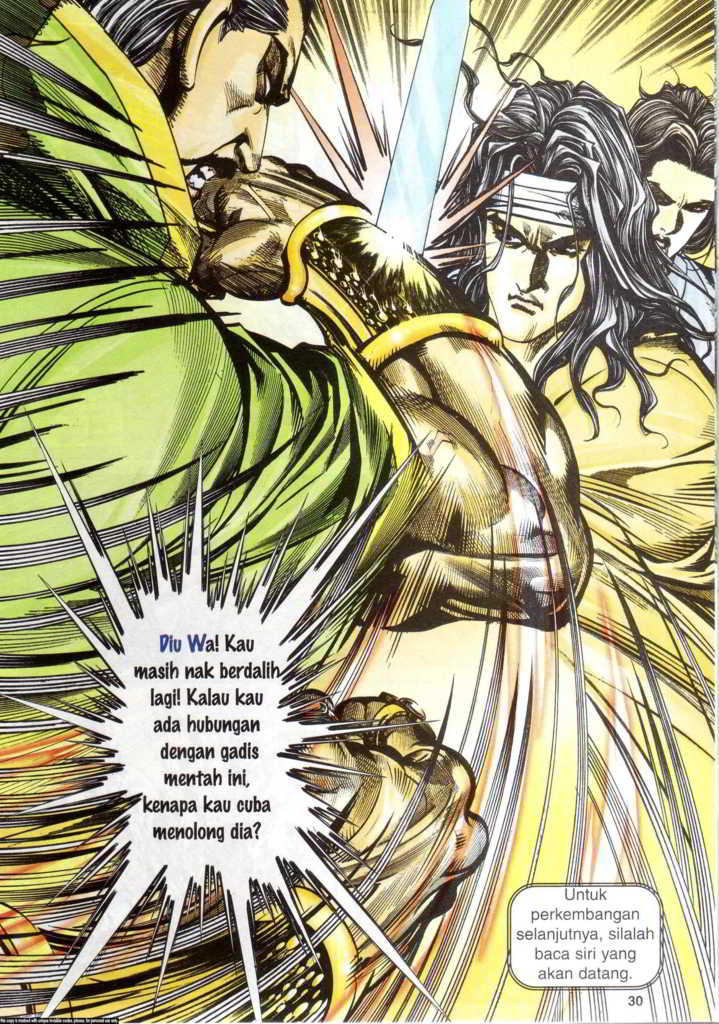 Diu Wa! Kau
masih nak berdalih
lagi! Kalau kau
ada hubungan
dengan gadis
mentah ini,
kenapa kau cuba
menolong dia?
Untuk
perkembangan
selanjutnya, silalah
baca siri yang
akan datang.
30